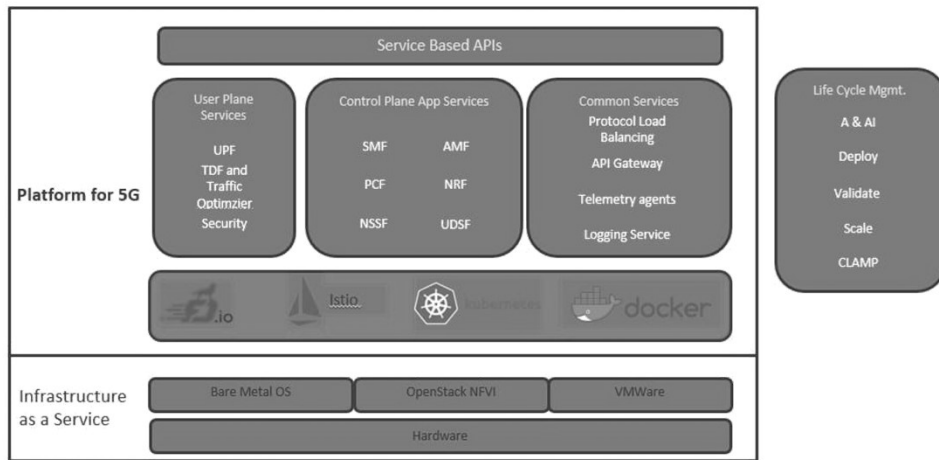 Service Based APIs
User Plane
Services
UPF
TDF and
Traffic
Optimzier
Security
Control Plane App Services
SMF AMF
PCF NRF
NSSF UDSF
Common Services
Protocol Load
Balancing
API Gateway
Telemetry agents
Logging Service
Life Cycle Mgmt.
A & AI
Deploy
Validate
Scale
CLAMP
Platform for 5G
.io
Istio
kubernetes
docker
Infrastructure
as a Service
Bare Metal OS
OpenStack NFVI
VMWare
Hardware